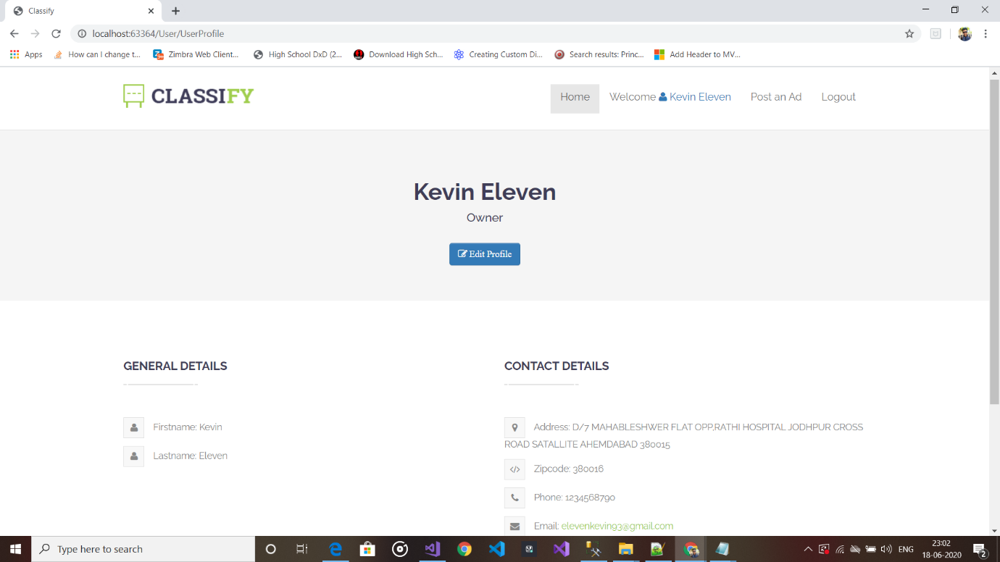 Classify
localhost:63364/User/UserProfile
Apps
How can I change t...
Zimbra Web Client...
High School DxD (2...
Download High Sch...
Creating Custom Di...
Search results: Princ...
Add Header to MV...
CLASSIFY
Home
Welcome Kevin Eleven
Post an Ad
Logout
Kevin Eleven
Owner
Edit Profile
GENERAL DETAILS
Firstname: Kevin
Lastname: Eleven
CONTACT DETAILS
Address: D/7 MAHABLESHWER FLAT OPP,RATHI HOSPITAL JODHPUR CROSS
ROAD SATALLITE AHEMDABAD 380015
Zipcode: 380016
Phone: 1234568790
Email: elevenkevin93@gmail.com
Type here to search
ENG
23:02
18-06-2020
2